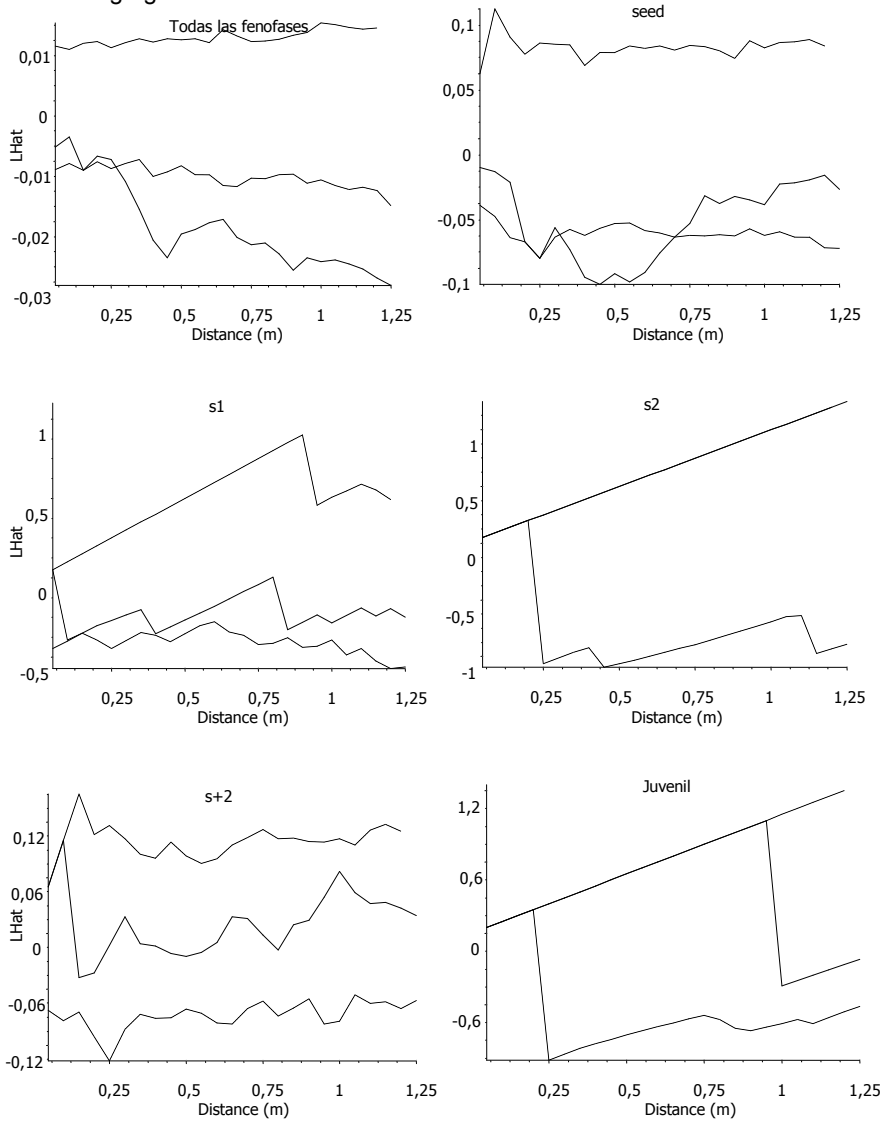 Todas las fenofases
0,01
0
-0,01
-0,02
-0,03
LHat
0,25 0,5 0,75 1 1,25
Distance (m)
seed
0,1
0,05
0
-0,05
-0,1
0,25 0,5 0,75 1 1,25
Distance (m)
s1
1
0,5
0
-0,5
LHat
0,25 0,5 0,75 1 1,25
Distance (m)
s2
1
0,5
0
-0,5
-1
0,25 0,5 0,75 1 1,25
Distance (m)
s+2
0,12
0,06
0
-0,06
-0,12
LHat
0,25 0,5 0,75 1 1,25
Distance (m)
Juvenil
1,2
0,6
0
-0,6
0,25 0,5 0,75 1 1,25
Distance (m)